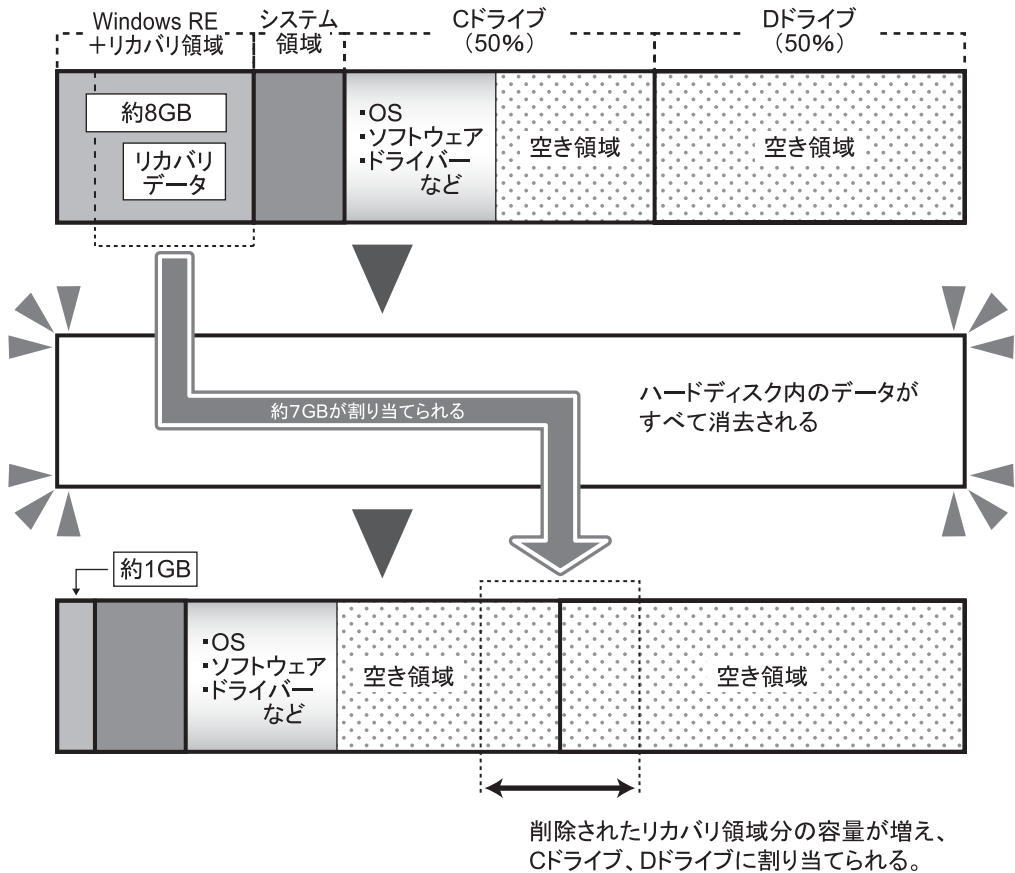 Windows RE
＋リカバリ領域
システム
領域
Cドライブ
（50%）
Dドライブ
（50%）
約8GB
リカバリ
データ
・OS
・ソフトウェア
・ドライバー
など
空き領域
空き領域
約7GBが割り当てられる
ハードディスク内のデータが
すべて消去される
約1GB
・OS
・ソフトウェア
・ドライバー
など
空き領域
空き領域
削除されたリカバリ領域分の容量が増え、
Cドライブ、Dドライブに割り当てられる。